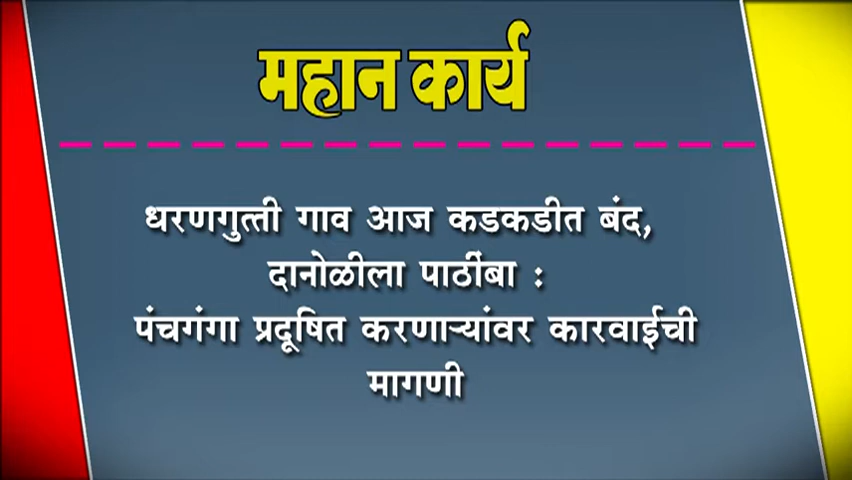 महान कार्य
धरणगुत्ती गाव आज कडकडीत बंद,
दानोळीला पाठींबा :
पंचगंगा प्रदूषित करणाऱ्यांवर कारवाईची
मागणी